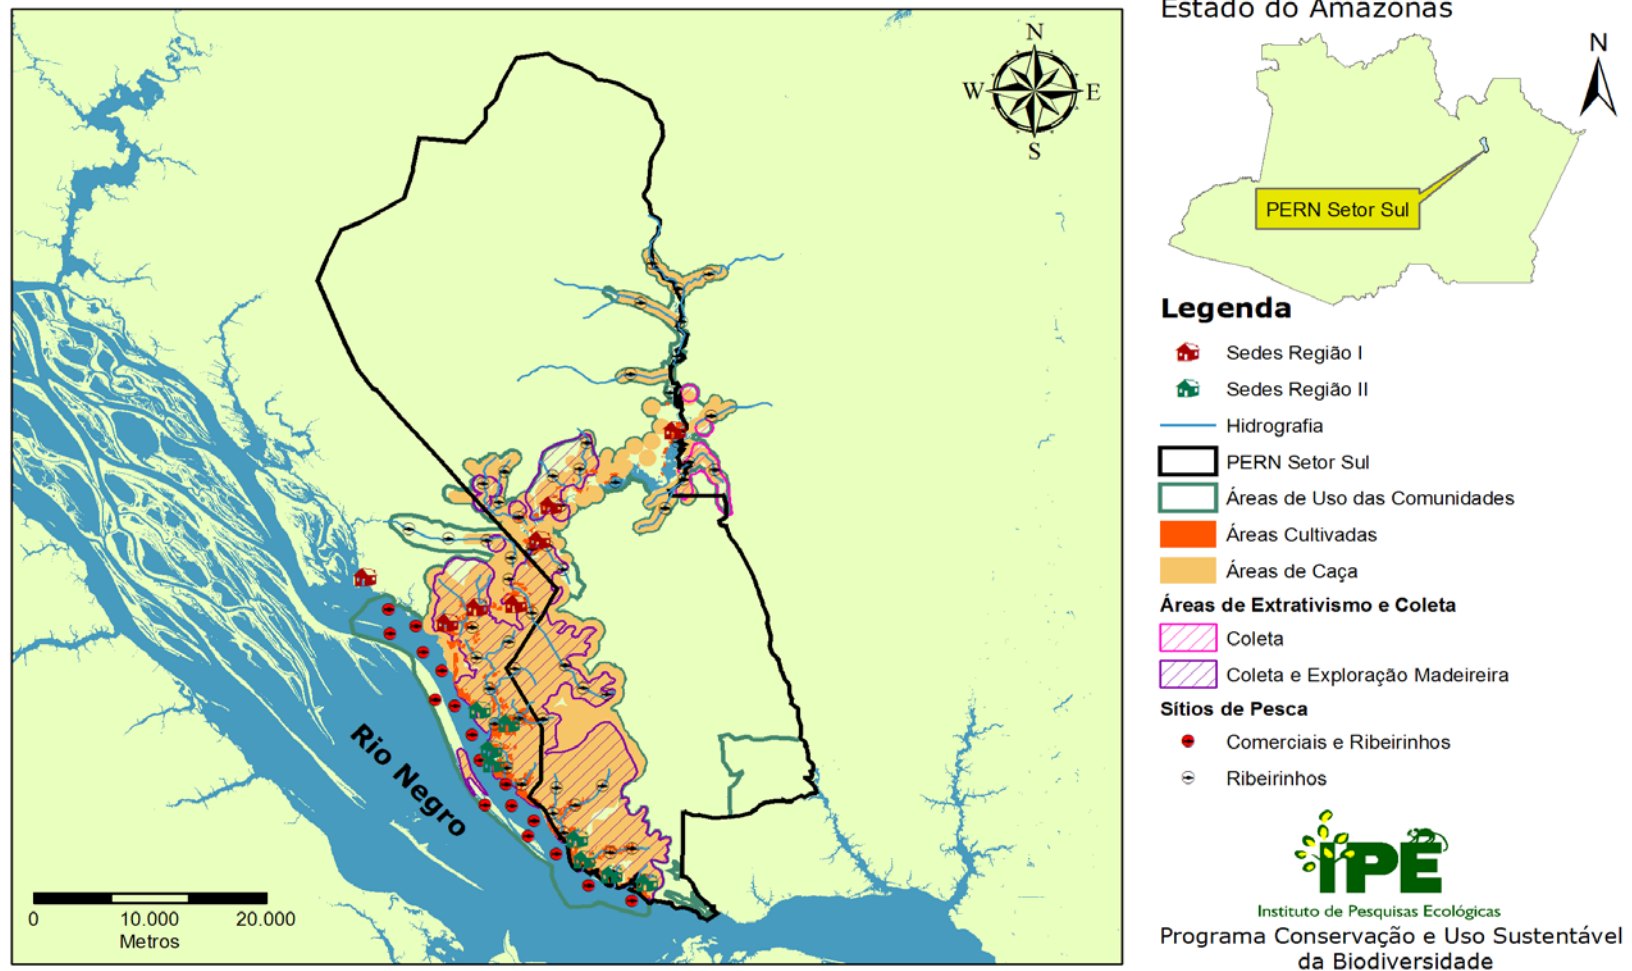 Estado do Amazonas
N
W
E
S
N
PERN Setor Sul
Legenda
Sedes Região I
Sedes Região II
Hidrografia
PERN Setor Sul
Áreas de Uso das Comunidades
Áreas Cultivadas
Áreas de Caça
Áreas de Extrativismo e Coleta
Coleta
Coleta e Exploração Madeireira
Sítios de Pesca
Comerciais e Ribeirinhos
Ribeirinhos
Rio Negro
0 10.000 20.000
Metros
IPÊ
Instituto de Pesquisas Ecológicas
Programa Conservação e Uso Sustentável
da Biodiversidade